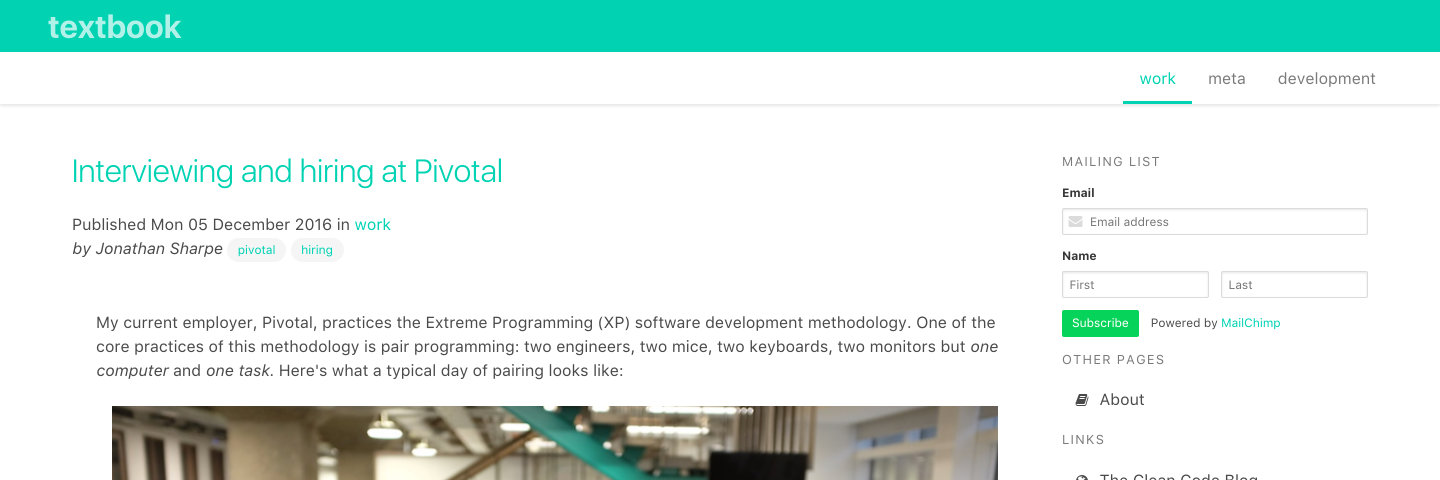 textbook
work
meta
development
Interviewing and hiring at Pivotal
Published Mon 05 December 2016 in work
by Jonathan Sharpe pivotal hiring
My current employer, Pivotal, practices the Extreme Programming (XP) software development methodology. One of the
core practices of this methodology is pair programming: two engineers, two mice, two keyboards, two monitors but one
computer and one task. Here's what a typical day of pairing looks like:
MAILING LIST
Email
Email address
Name
First
Last
Subscribe Powered by MailChimp
OTHER PAGES
About
LINKS
The Clean Code Blog